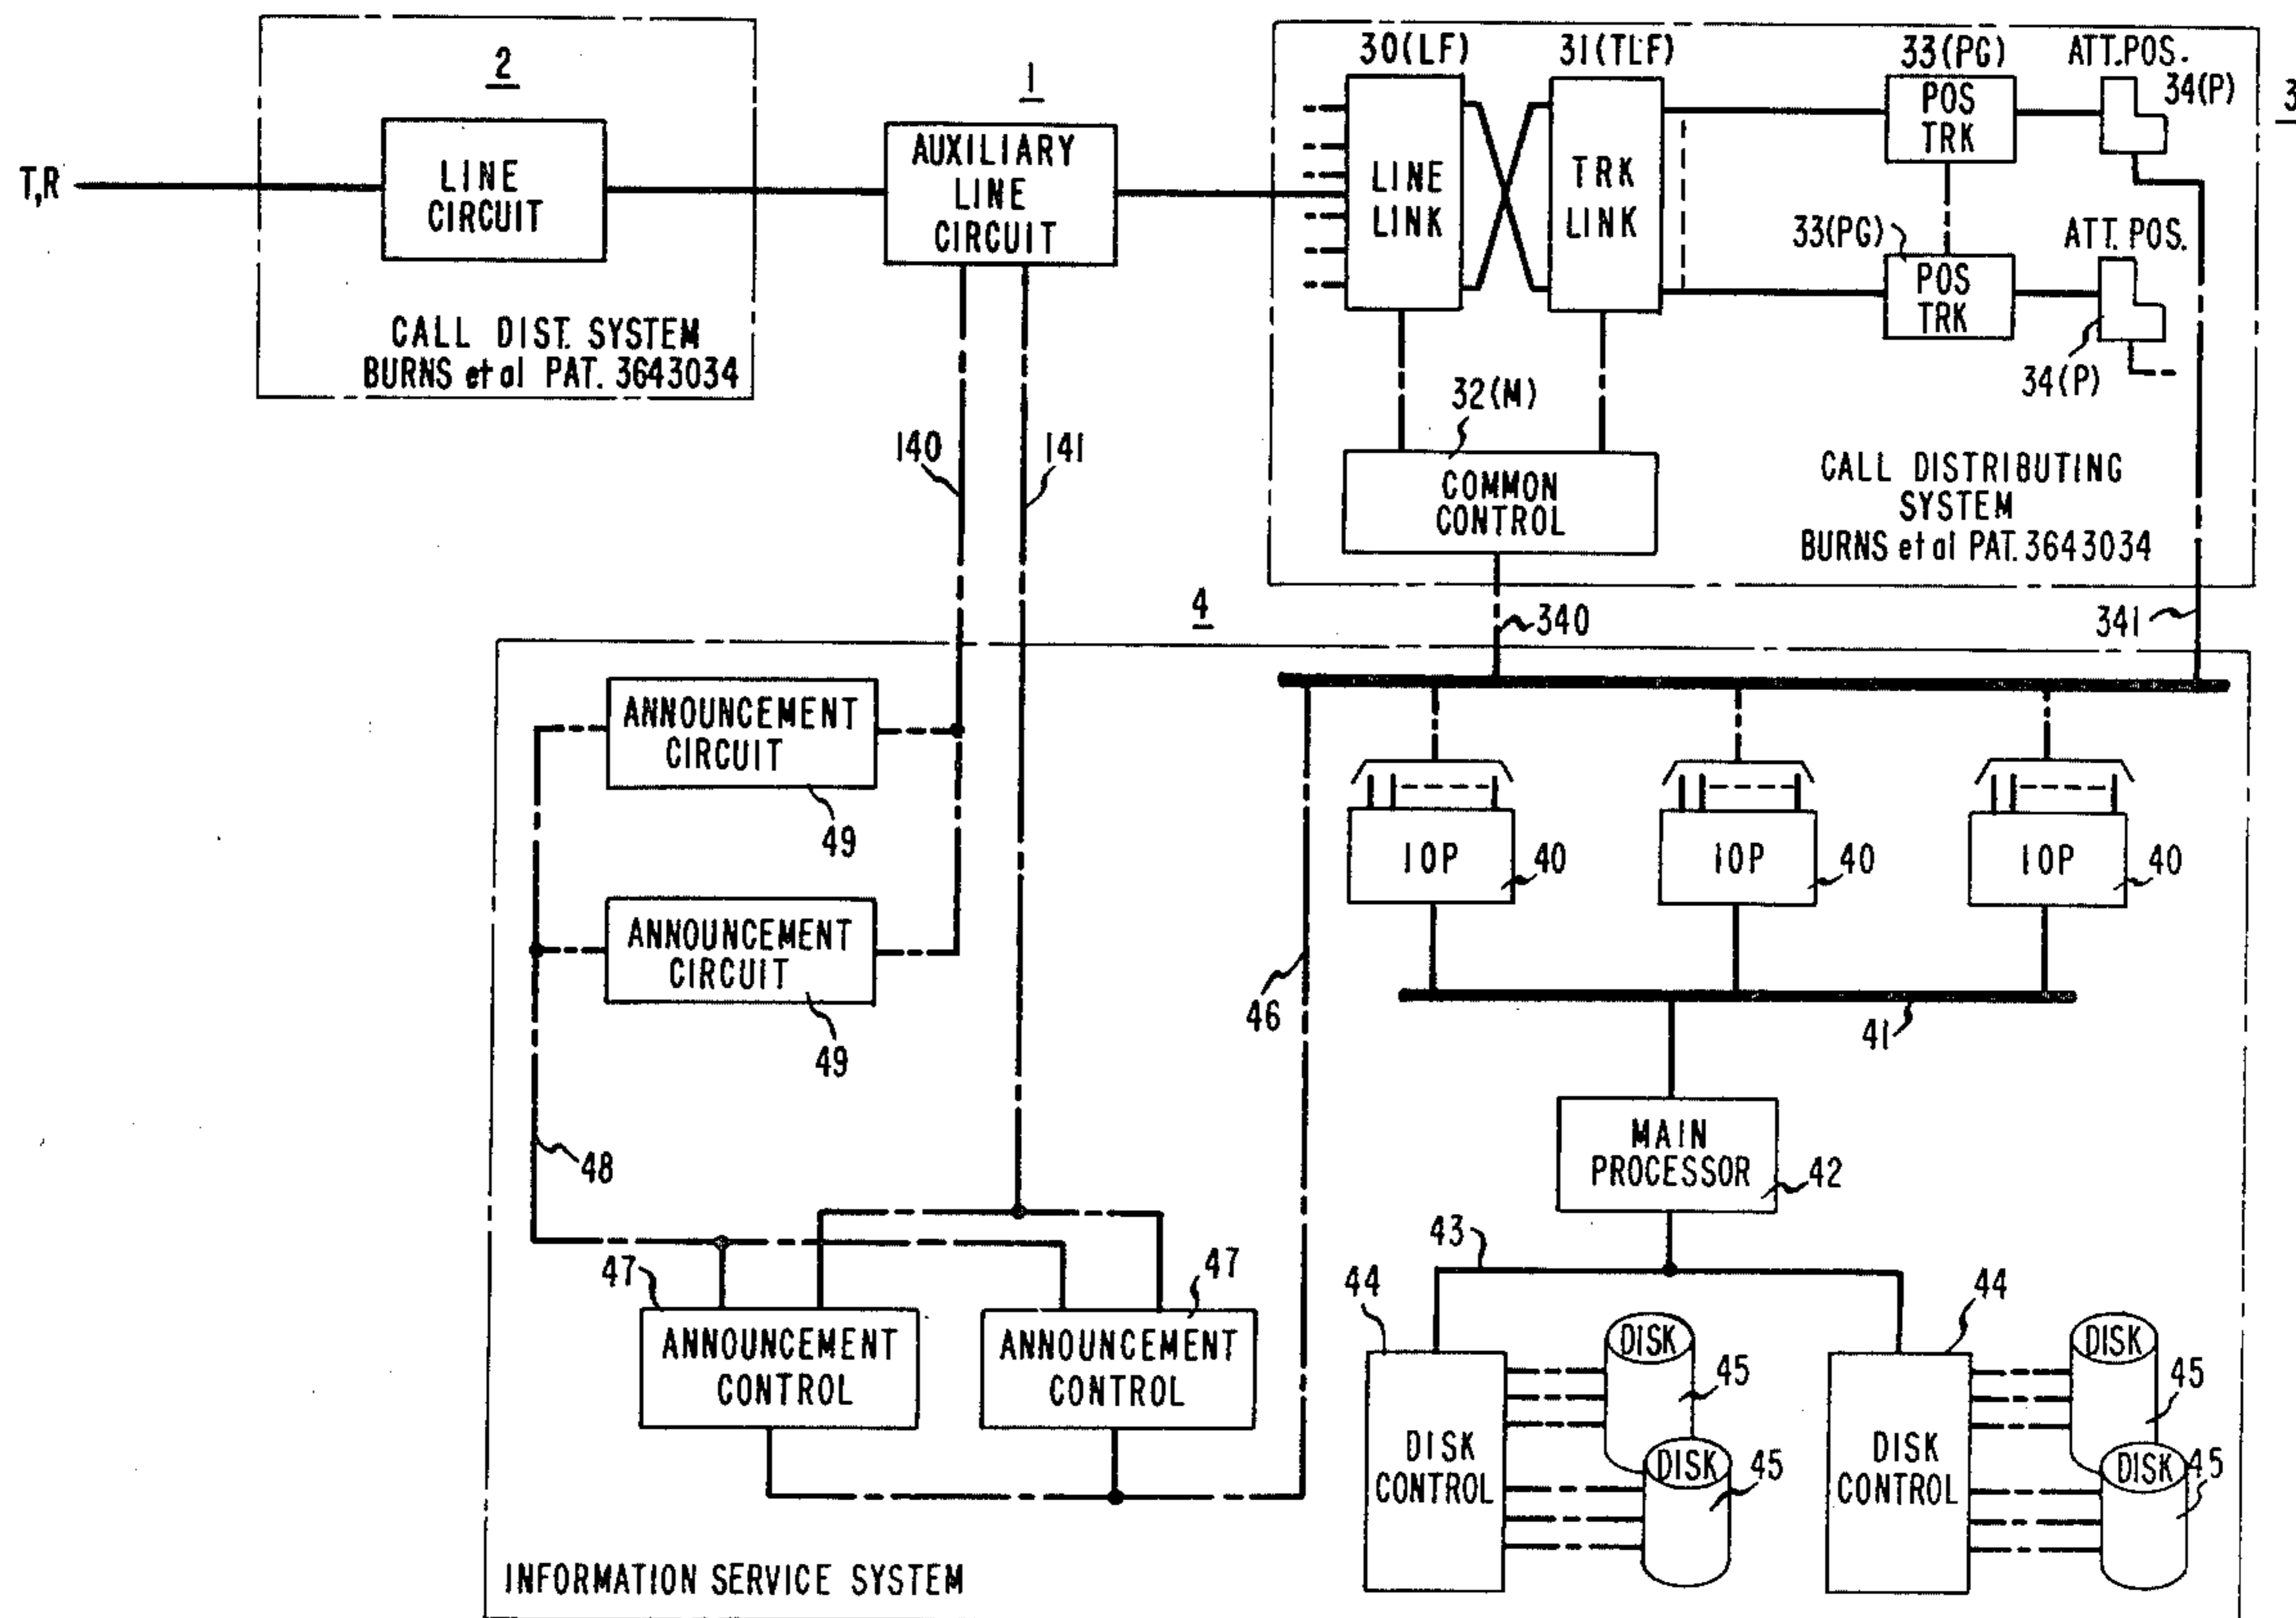 2
1
30(LF)
31(TLF)
33(PG)
ATT.POS.
34(P)
3
T,R
LINE
CIRCUIT
AUXILIARY
LINE
CIRCUIT
LINE
LINK
TRK
LINK
POS
TRK
33(PG)
POS
TRK
ATT. POS.
34(P)
CALL DIST. SYSTEM
BURNS et al PAT. 3643034
140
141
32(M)
COMMON
CONTROL
CALL DISTRIBUTING
SYSTEM
BURNS et al PAT. 3643034
4
340
341
ANNOUNCEMENT
CIRCUIT
49
ANNOUNCEMENT
CIRCUIT
49
IOP
40
IOP
40
IOP
40
46
41
MAIN
PROCESSOR
42
48
43
47
47
ANNOUNCEMENT
CONTROL
ANNOUNCEMENT
CONTROL
44
44
DISK
45
DISK
45
DISK
CONTROL
DISK
45
DISK
45
DISK
CONTROL
INFORMATION SERVICE SYSTEM